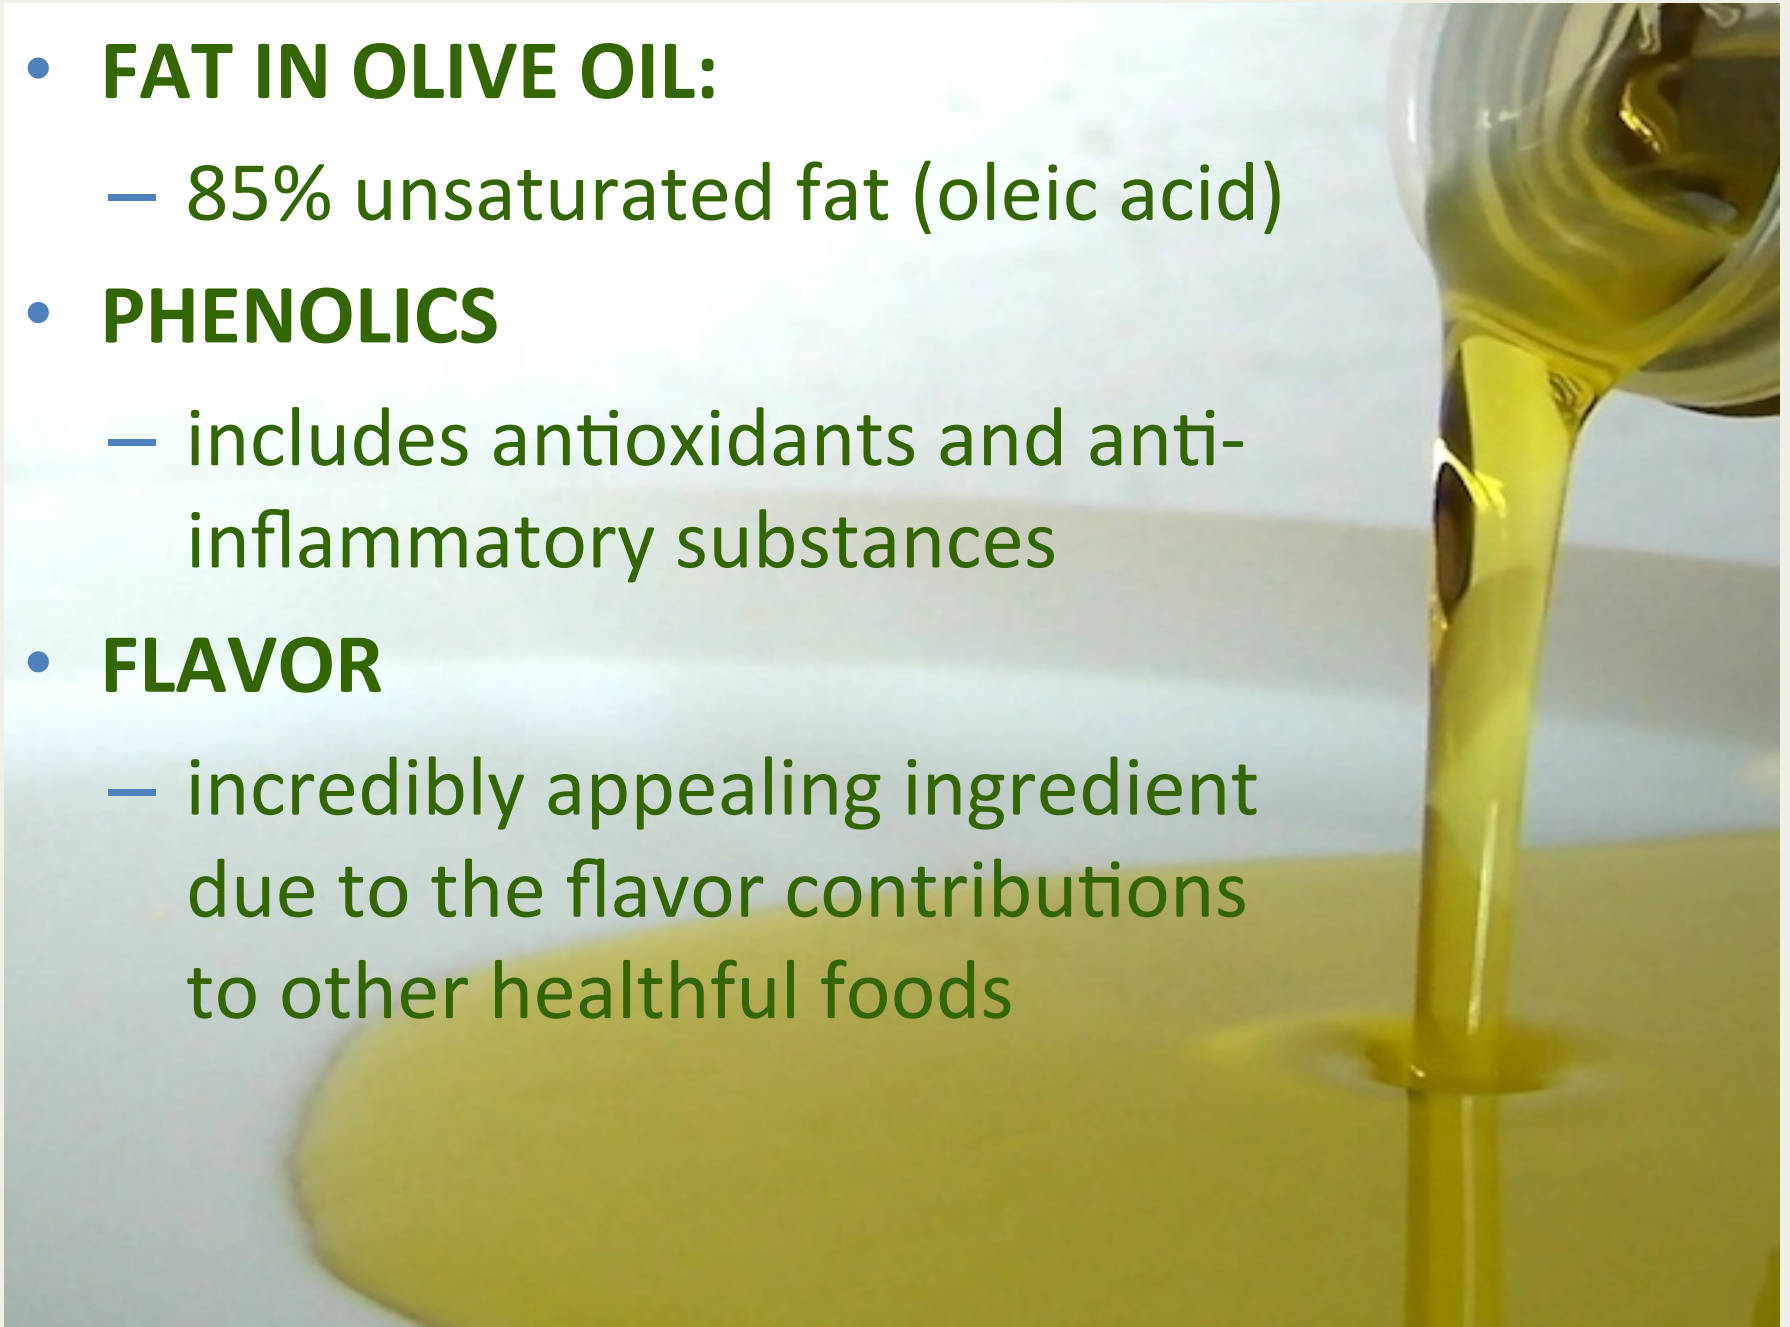 • FAT IN OLIVE OIL:
– 85% unsaturated fat (oleic acid)
• PHENOLICS
– includes antioxidants and anti-
inflammatory substances
• FLAVOR
– incredibly appealing ingredient
due to the flavor contributions
to other healthful foods